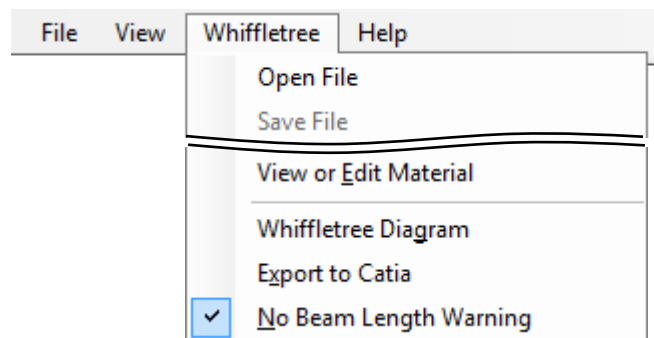 File View Whiffletree Help
Open File
Save File
View or Edit Material
Whiffletree Diagram
Export to Catia
No Beam Length Warning